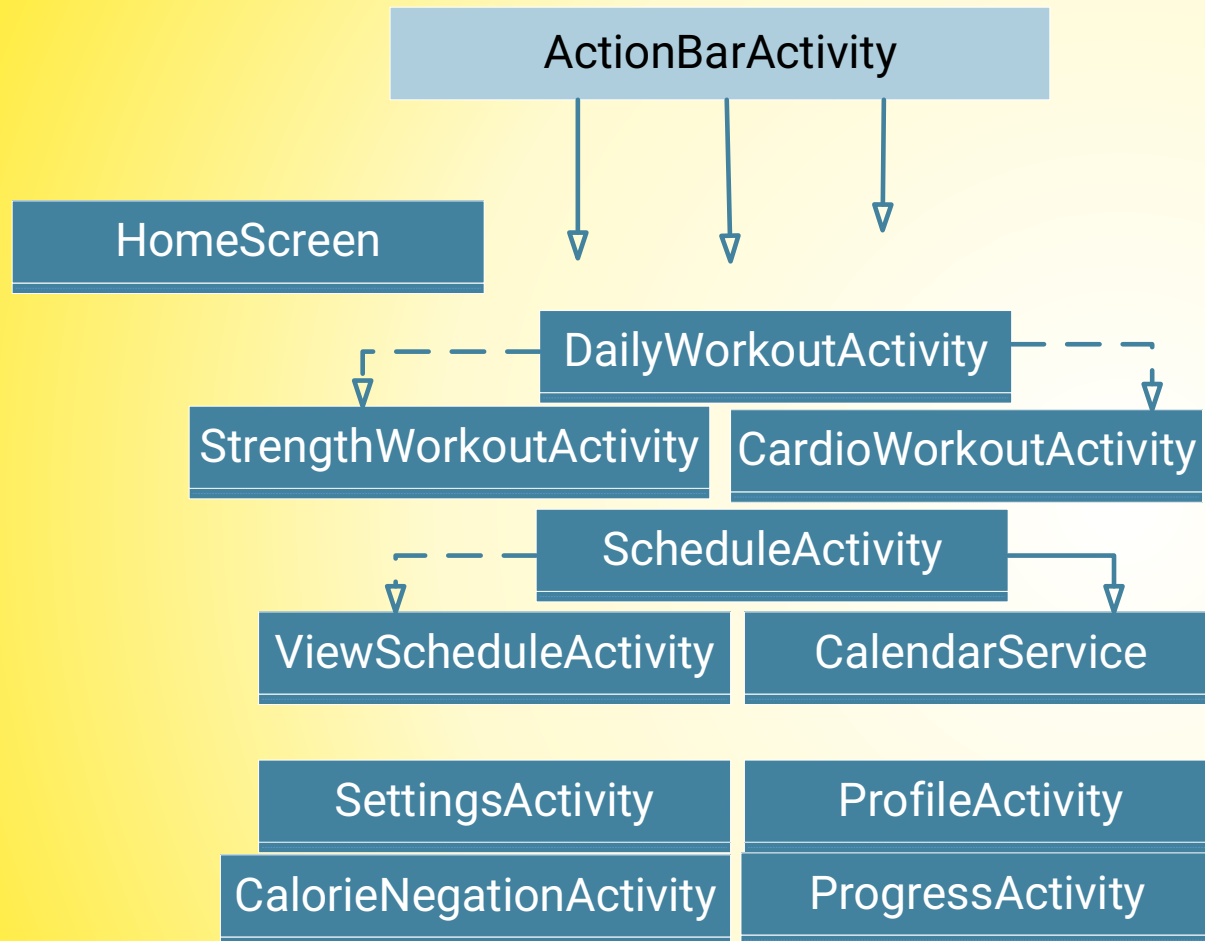 ActionBarActivity
HomeScreen
DailyWorkoutActivity
StrengthWorkoutActivity
CardioWorkoutActivity
ScheduleActivity
ViewScheduleActivity
CalendarService
SettingsActivity
ProfileActivity
CalorieNegationActivity
ProgressActivity